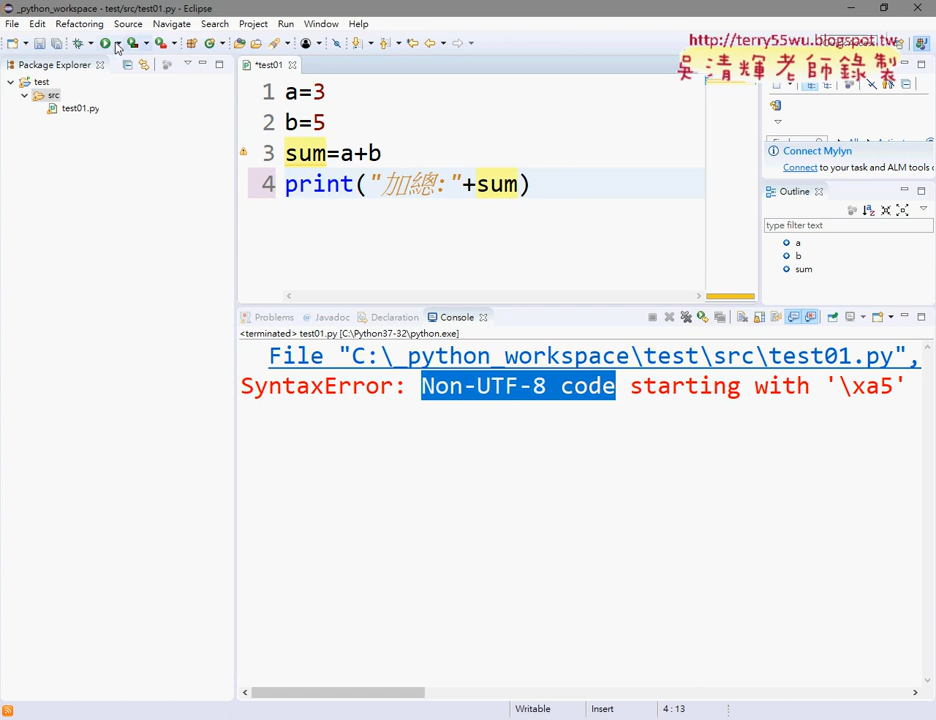 _python_workspace - test/src/test01.py - Eclipse
File Edit Refactoring Source Navigate Search Project Run Window Help
http://terry55wu.blogspot.tw
吳清輝老師錄製
Package Explorer
test
src
test01.py
*test01
1 a=3
2 b=5
3 sum=a+b
4 print("加總:"+sum)
Connect Mylyn
Connect to your task and ALM tools o
Outline
type filter text
a
b
sum
Problems Javadoc Declaration Console
<terminated> test01.py [C:\Python37-32\python.exe]
File "C:\_python_workspace\test\src\test01.py",
SyntaxError: Non-UTF-8 code starting with '\xa5'
Writable Insert 4 : 13